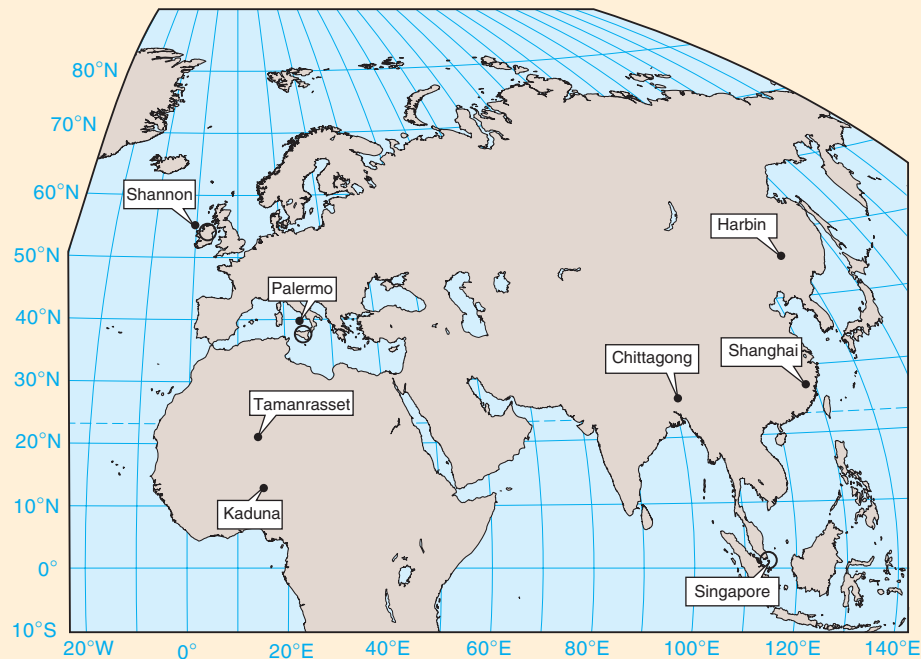 80°N
70°N
60°N
Shannon
50°N
Harbin
Palermo
40°N
Shanghai
Chittagong
30°N
Tamanrasset
20°N
10°N
Kaduna
0°
Singapore
10°S
20°W
0°
20°E
40°E
60°E
80°E
100°E
120°E
140°E